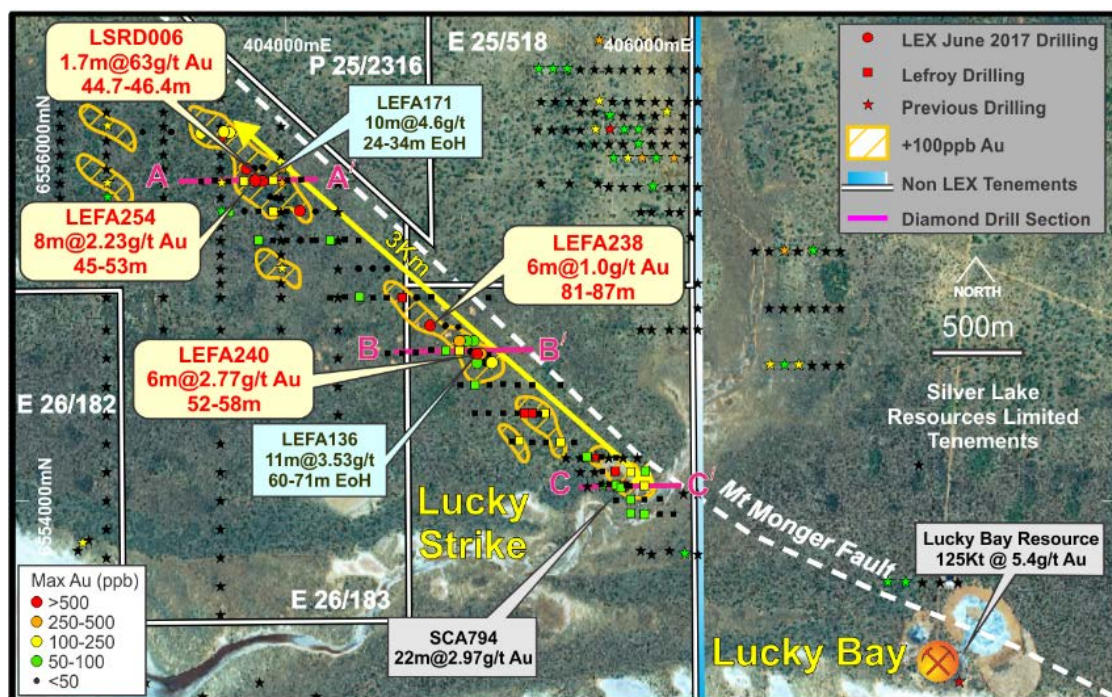 LSRD006
1.7m@63g/t Au
44.7-46.4m
404000mE
E 25/518
P 25/2316
406000mE
LEX June 2017 Drilling
Lefroy Drilling
Previous Drilling
+100ppb Au
Non LEX Tenements
Diamond Drill Section
LEFA171
10m@4.6g/t
24-34m EoH
6556000mN
A
A'
LEFA254
8m@2.23g/t Au
45-53m
3Km
LEFA238
6m@1.0g/t Au
81-87m
NORTH
500m
Silver Lake
Resources Limited
Tenements
B
B'
LEFA240
6m@2.77g/t Au
52-58m
E 26/182
LEFA136
11m@3.53g/t
60-71m EoH
6554000mN
C
C'
Lucky
Strike
Mt Monger Fault
Lucky Bay Resource
125Kt @ 5.4g/t Au
Max Au (ppb)
>500
250-500
100-250
50-100
<50
E 26/183
SCA794
22m@2.97g/t Au
Lucky Bay